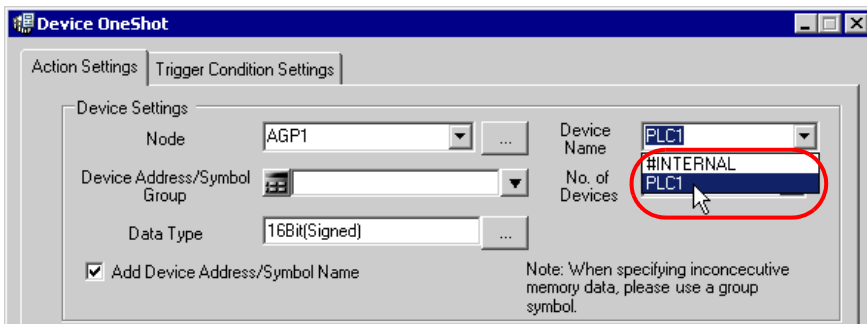 Device OneShot
Action Settings Trigger Condition Settings
Device Settings
Node AGP1 ... Device Name PLC1
#INTERNAL
PLC1
Device Address/Symbol Group No. of Devices
Data Type 16Bit(Signed) ...
Add Device Address/Symbol Name
Note: When specifying inconcecutive
memory data, please use a group
symbol.